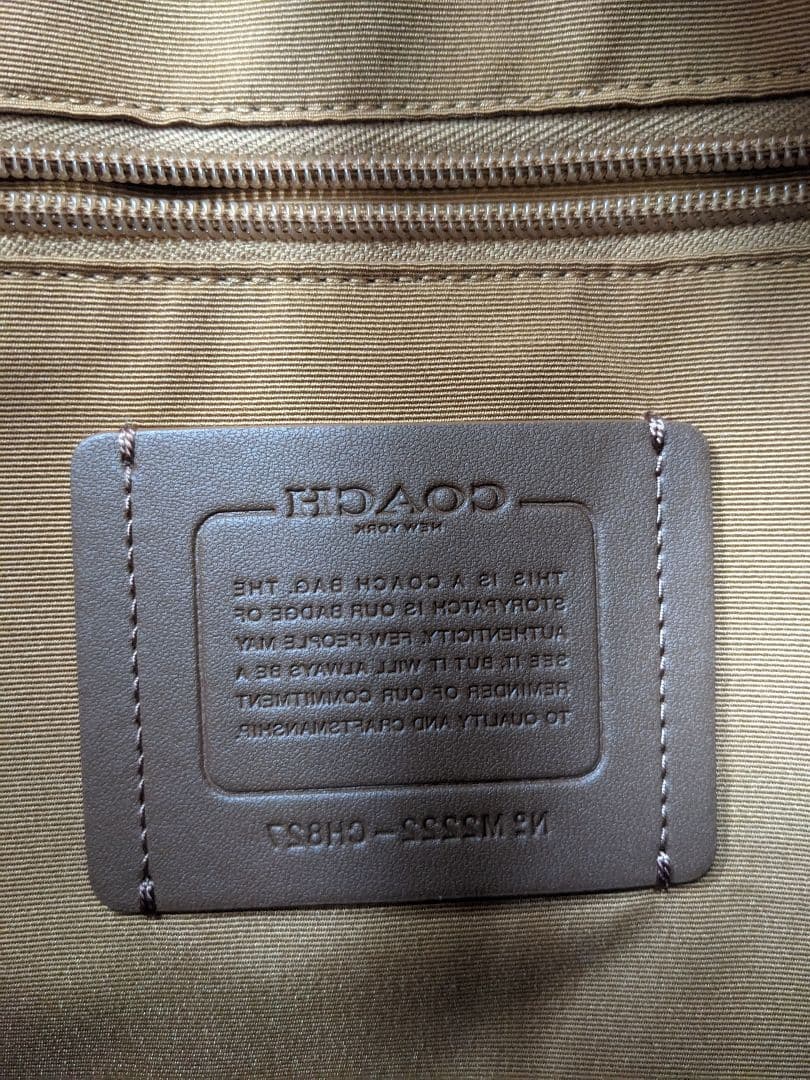 COACH
NEW YORK
THIS IS A COACH BAG. THE
STORYPATCH IS OUR BADGE OF
AUTHENTICITY. FEW PEOPLE MAY
SEE IT, BUT IT WILL ALWAYS BE A
REMINDER OF OUR COMMITMENT
TO QUALITY AND CRAFTSMANSHIP.
Nº M2222-CH827